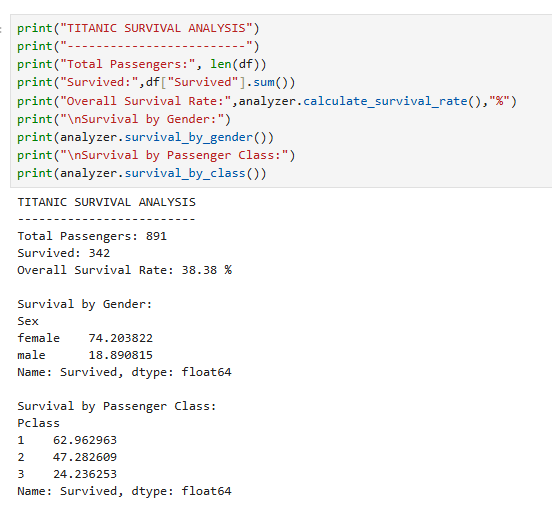 print("TITANIC SURVIVAL ANALYSIS")
print("-------------------------")
print("Total Passengers:", len(df))
print("Survived:",df["Survived"].sum())
print("Overall Survival Rate:",analyzer.calculate_survival_rate(),"%")
print("\nSurvival by Gender:")
print(analyzer.survival_by_gender())
print("\nSurvival by Passenger Class:")
print(analyzer.survival_by_class())
TITANIC SURVIVAL ANALYSIS
-------------------------
Total Passengers: 891
Survived: 342
Overall Survival Rate: 38.38 %
Survival by Gender:
Sex
female    74.203822
male      18.890815
Name: Survived, dtype: float64
Survival by Passenger Class:
Pclass
1    62.962963
2    47.282609
3    24.236253
Name: Survived, dtype: float64